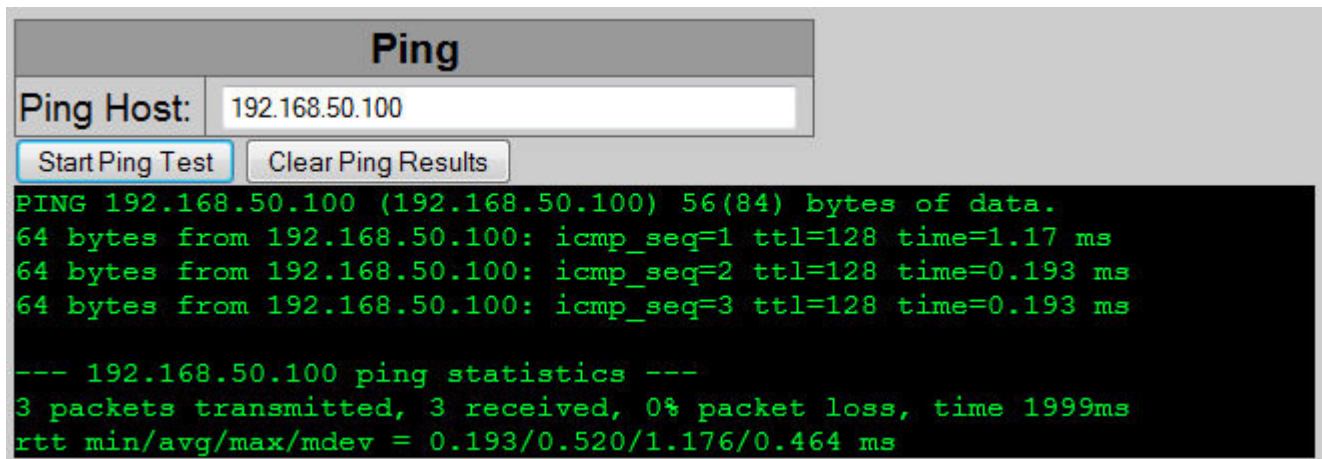 Ping
Ping Host: 192.168.50.100
Start Ping Test Clear Ping Results
PING 192.168.50.100 (192.168.50.100) 56(84) bytes of data.
64 bytes from 192.168.50.100: icmp_seq=1 ttl=128 time=1.17 ms
64 bytes from 192.168.50.100: icmp_seq=2 ttl=128 time=0.193 ms
64 bytes from 192.168.50.100: icmp_seq=3 ttl=128 time=0.193 ms
--- 192.168.50.100 ping statistics ---
3 packets transmitted, 3 received, 0% packet loss, time 1999ms
rtt min/avg/max/mdev = 0.193/0.520/1.176/0.464 ms